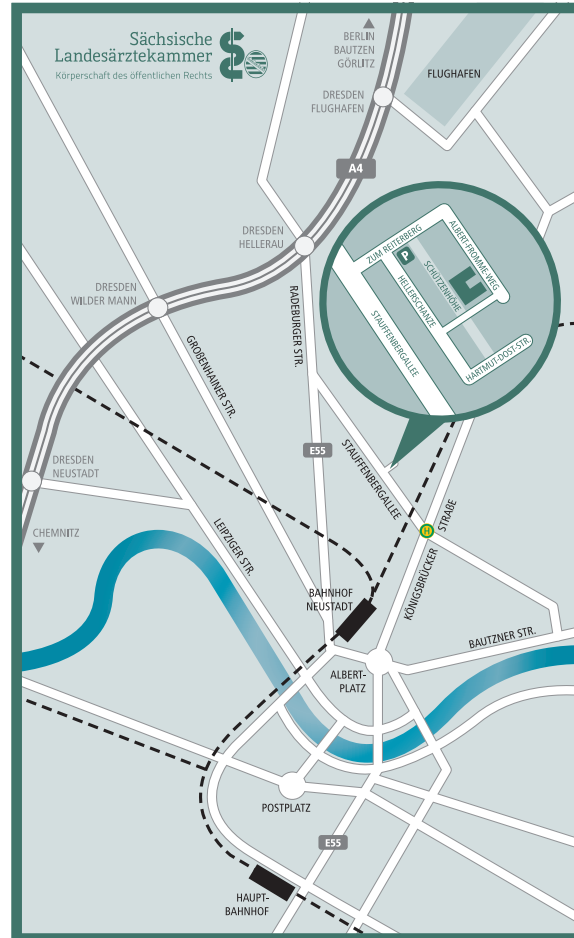 Sächsische
Landesärztekammer
Körperschaft des öffentlichen Rechts
BERLIN
BAUTZEN
GÖRLITZ
FLUGHAFEN
DRESDEN
FLUGHAFEN
A4
DRESDEN
HELLERAU
ZUM REITERBERG
ALBERT-FROMME-WEG
P
SCHÜTZENHÖHE
HELLERSCHANZE
STAUFFENBERGALLEE
HARTMUT-DOST-STR.
DRESDEN
WILDER MANN
RADEBURGER STR.
GROßENHAINER STR.
E55
STAUFFENBERGALLEE
DRESDEN
NEUSTADT
CHEMNITZ
LEIPZIGER STR.
H
KÖNIGSBRÜCKER
STRAßE
BAHNHOF
NEUSTADT
BAUTZNER STR.
ALBERT-
PLATZ
POSTPLATZ
E55
HAUPT-
BAHNHOF